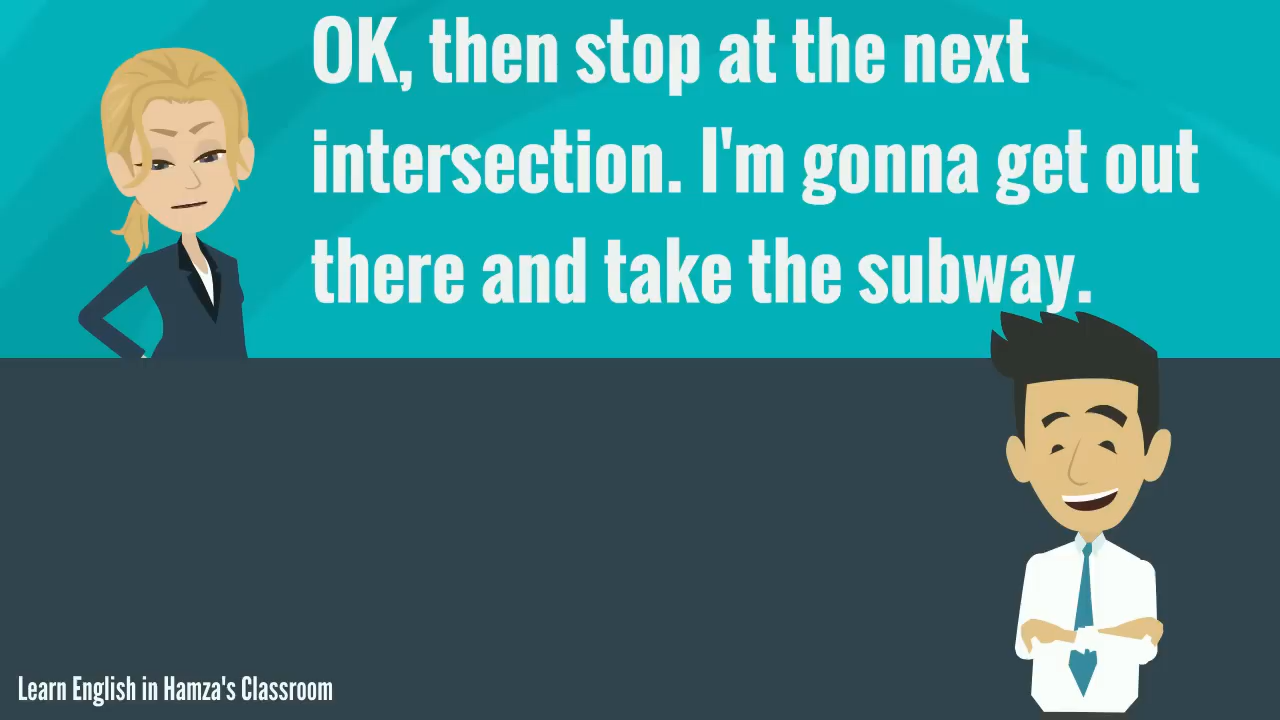 OK, then stop at the next
intersection. I'm gonna get out
there and take the subway.
Learn English in Hamza's Classroom